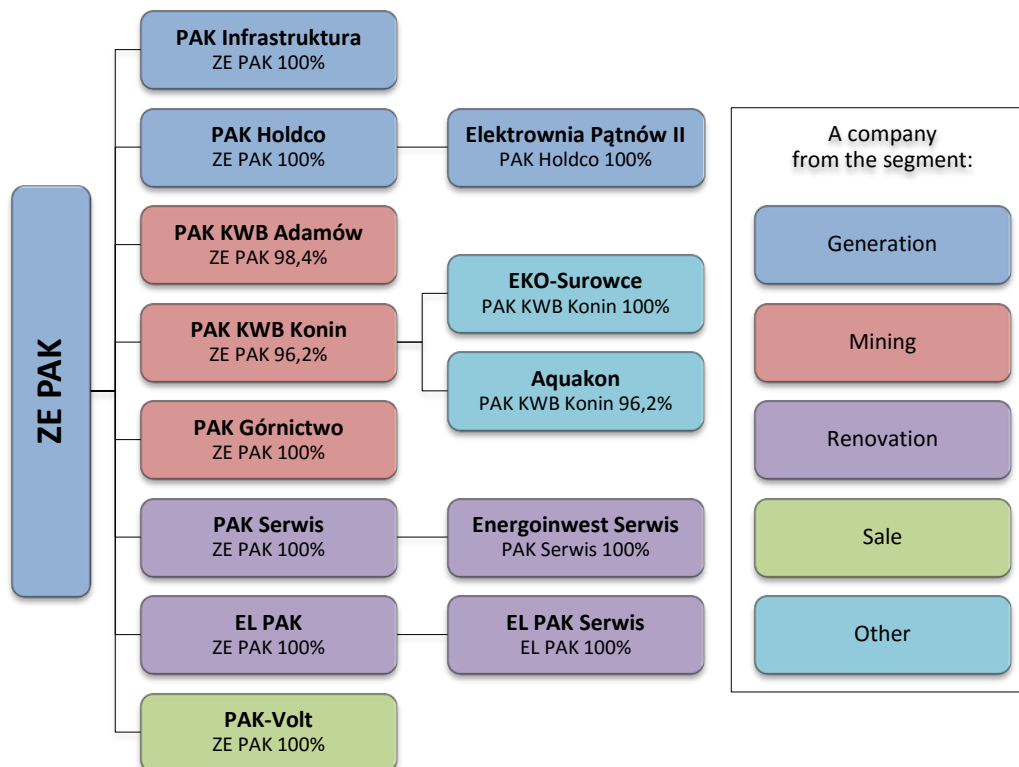 ZE PAK
PAK Infrastruktura
ZE PAK 100%
PAK Holdco
ZE PAK 100%
Elektrownia Pątnów II
PAK Holdco 100%
PAK KWB Adamów
ZE PAK 98,4%
PAK KWB Konin
ZE PAK 96,2%
EKO-Surowce
PAK KWB Konin 100%
Aquakon
PAK KWB Konin 96,2%
PAK Górnictwo
ZE PAK 100%
PAK Serwis
ZE PAK 100%
Energoinwest Serwis
PAK Serwis 100%
EL PAK
ZE PAK 100%
EL PAK Serwis
EL PAK 100%
PAK-Volt
ZE PAK 100%
A company
from the segment:
Generation
Mining
Renovation
Sale
Other